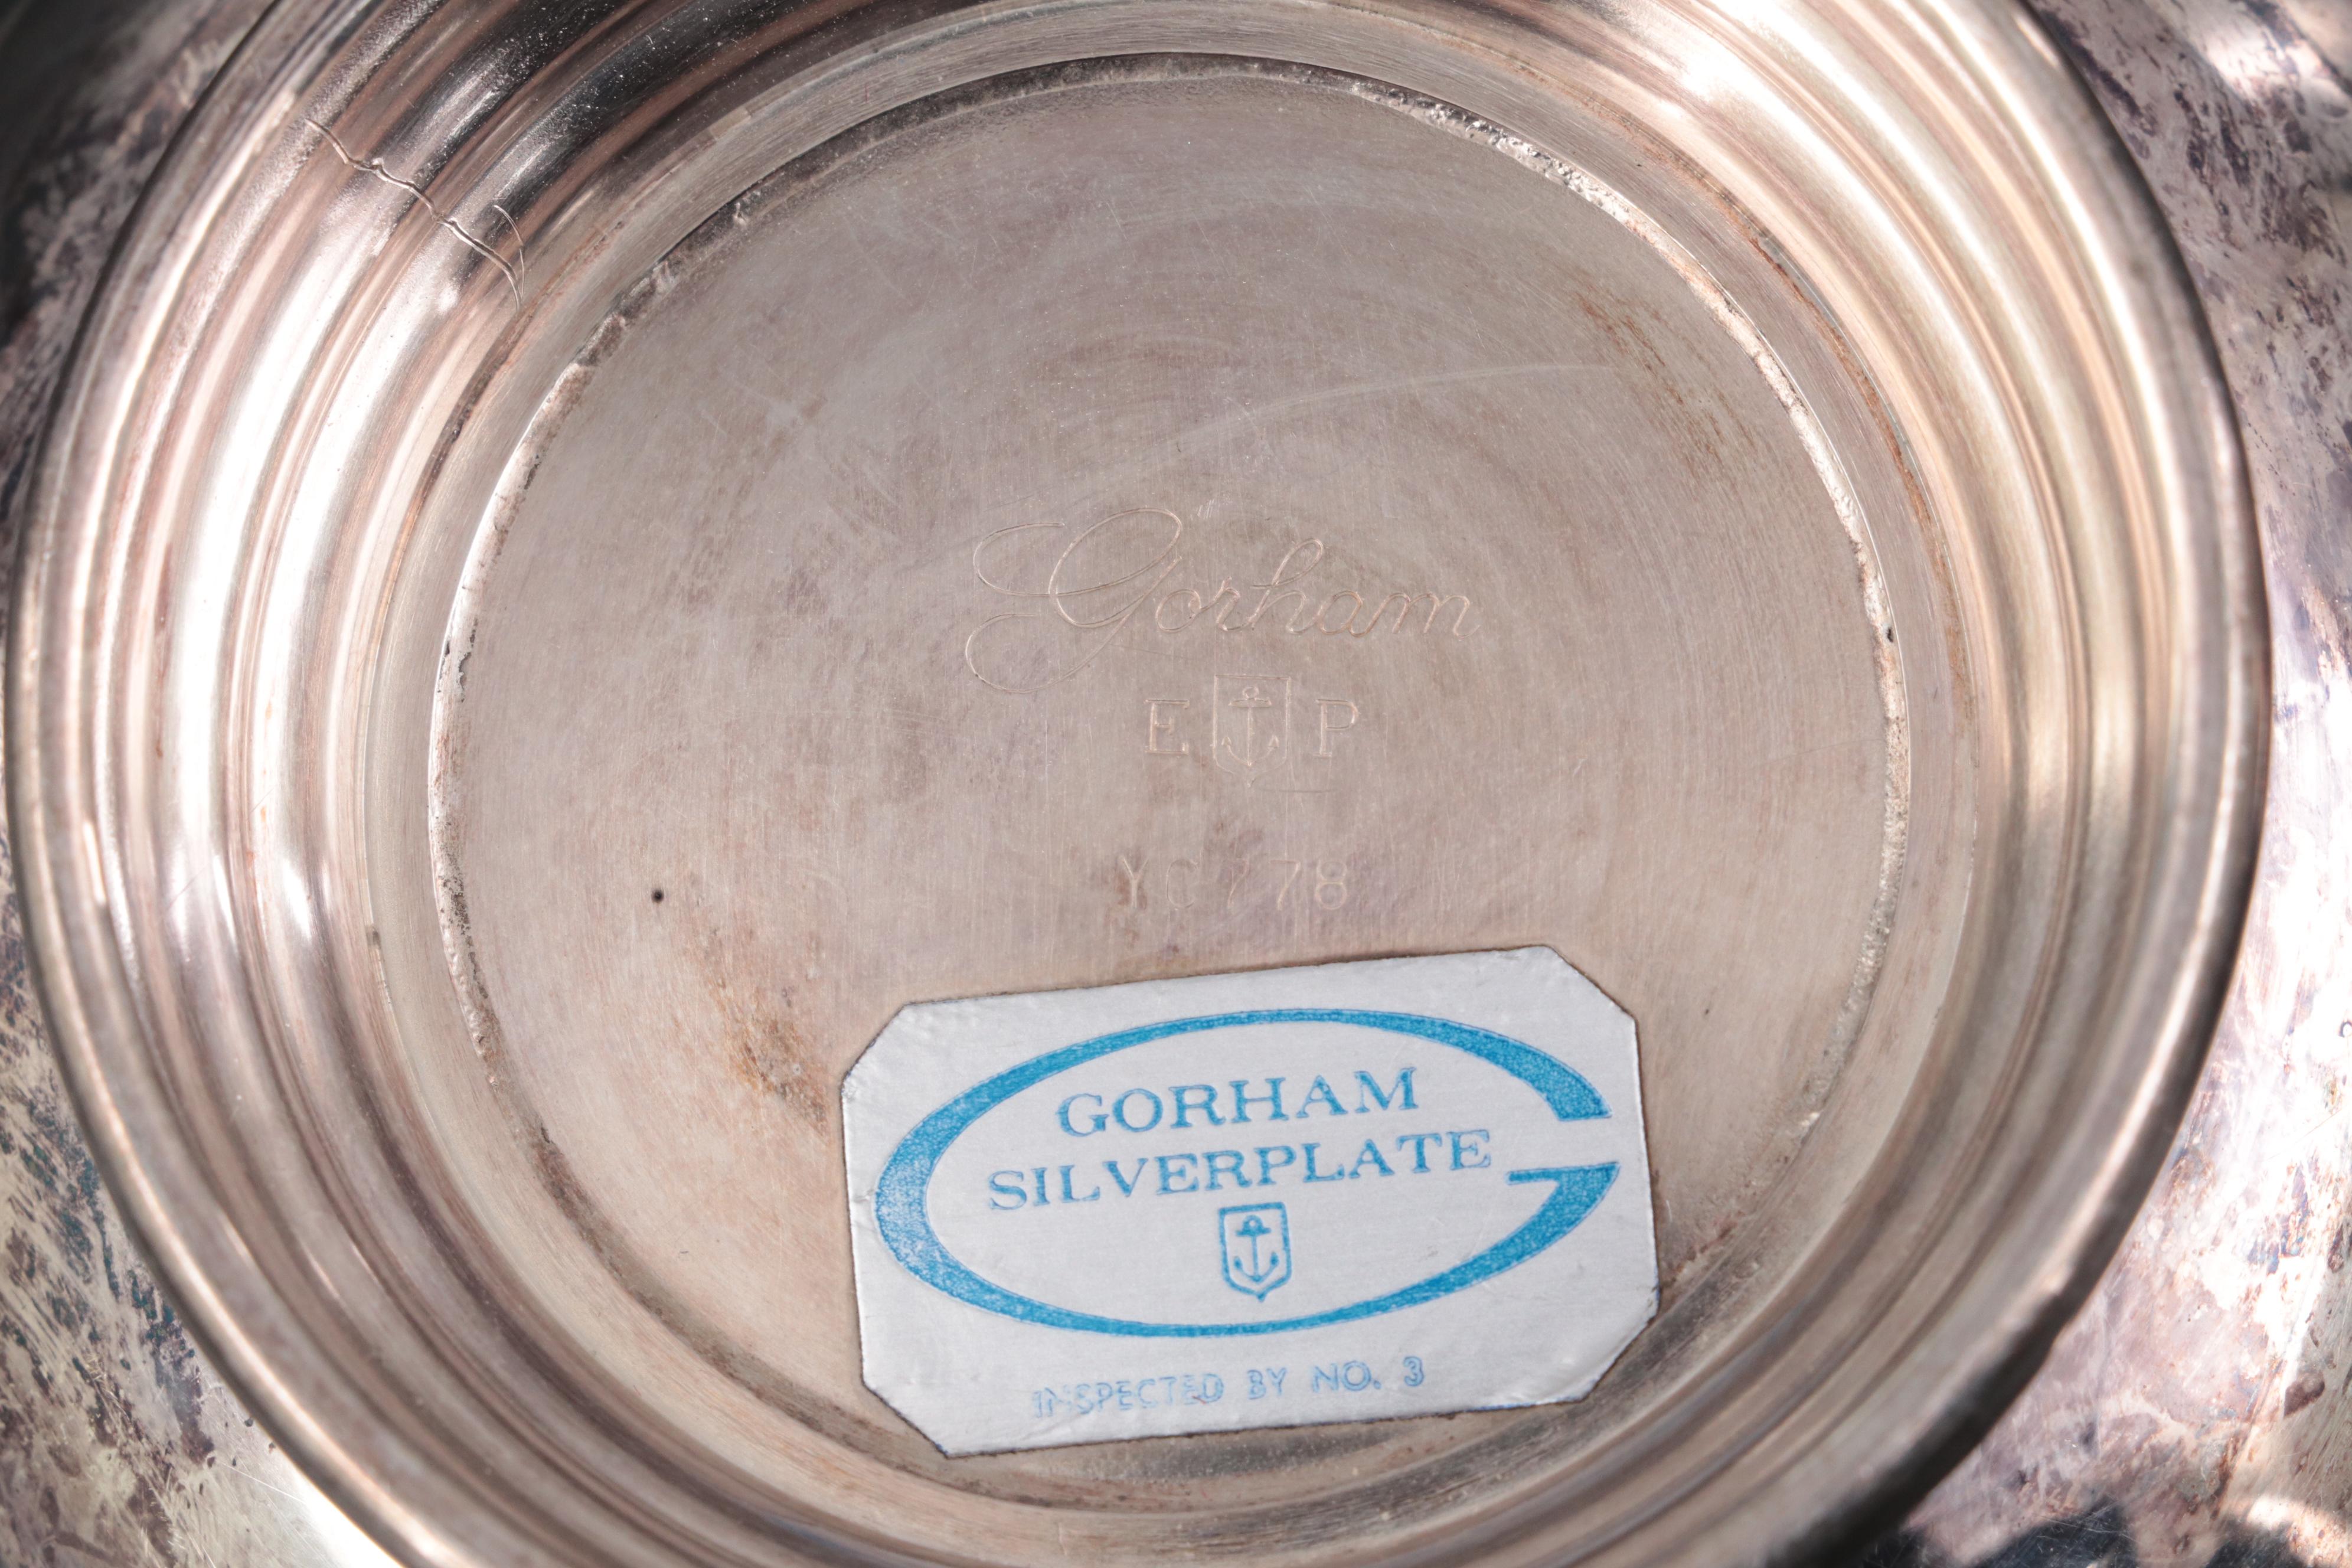 Gorham
E P
GORHAM
SILVERPLATE
INSPECTED BY NO. 3